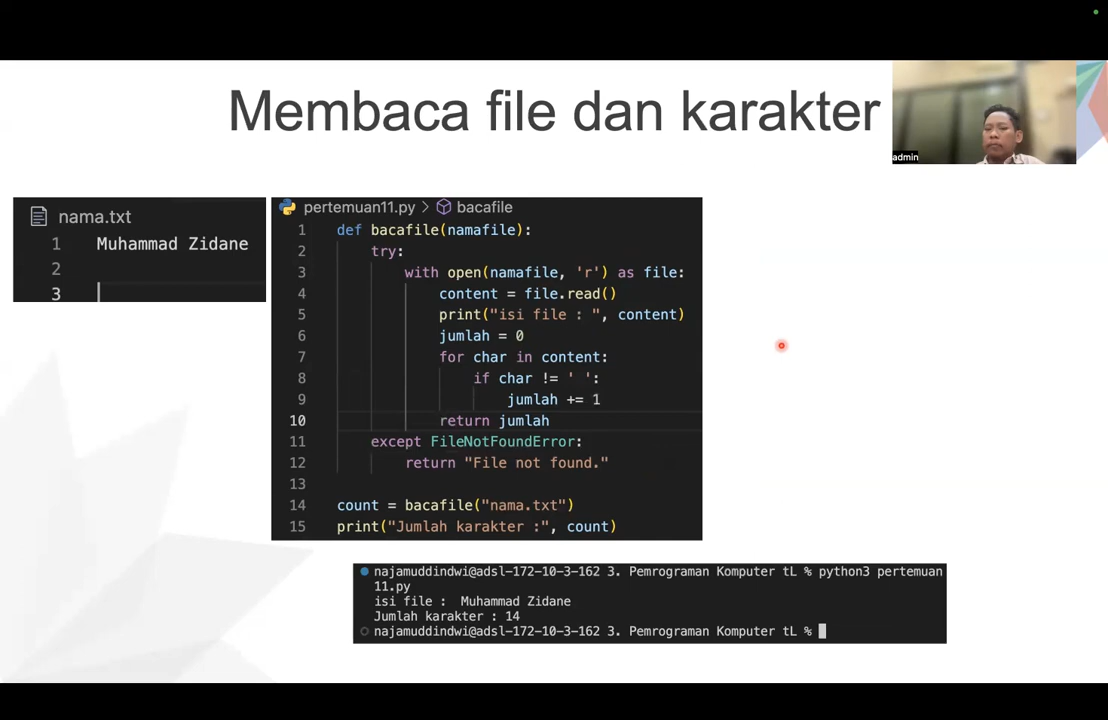 Membaca file dan karakter
admin
nama.txt
1 Muhammad Zidane
2
3
pertemuan11.py > bacafile
1 def bacafile(namafile):
2 try:
3 with open(namafile, 'r') as file:
4 content = file.read()
5 print("isi file : ", content)
6 jumlah = 0
7 for char in content:
8 if char != ' ':
9 jumlah += 1
10 return jumlah
11 except FileNotFoundError:
12 return "File not found."
13
14 count = bacafile("nama.txt")
15 print("Jumlah karakter :", count)
najamuddindwi@adsl-172-10-3-162 3. Pemrograman Komputer tL % python3 pertemuan
11.py
isi file :  Muhammad Zidane
Jumlah karakter : 14
najamuddindwi@adsl-172-10-3-162 3. Pemrograman Komputer tL %